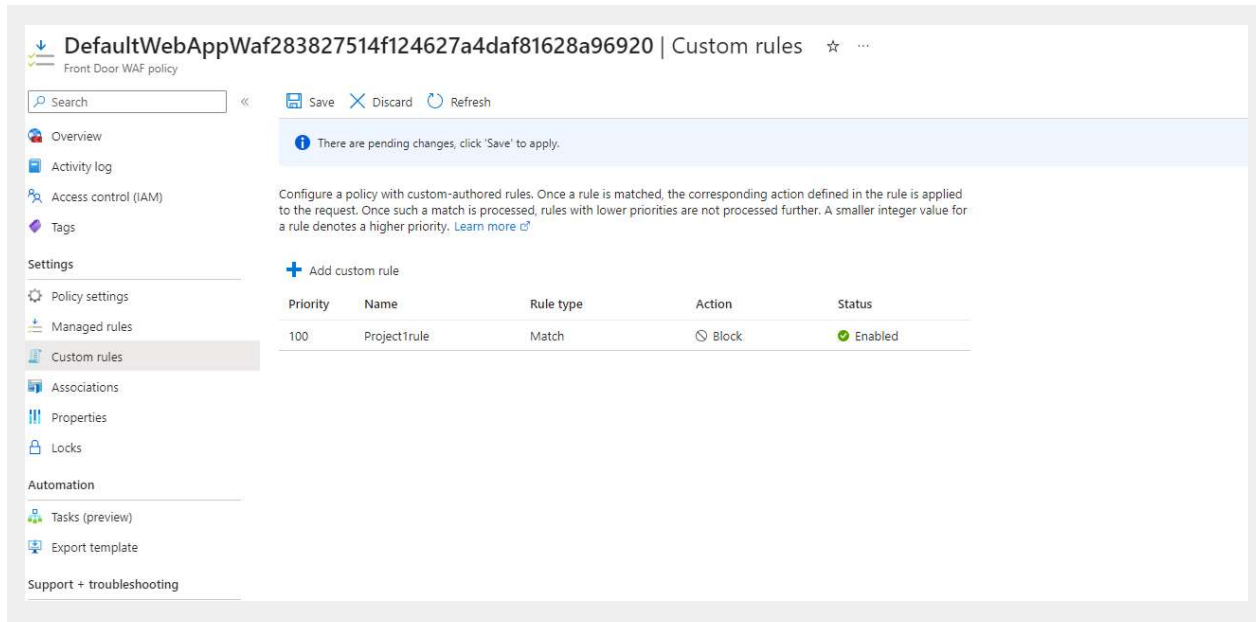 DefaultWebAppWaf283827514f124627a4daf81628a96920 | Custom rules
Front Door WAF policy
Search
Overview
Activity log
Access control (IAM)
Tags
Settings
Policy settings
Managed rules
Custom rules
Associations
Properties
Locks
Automation
Tasks (preview)
Export template
Support + troubleshooting
Save Discard Refresh
There are pending changes, click 'Save' to apply.
Configure a policy with custom-authored rules. Once a rule is matched, the corresponding action defined in the rule is applied
to the request. Once such a match is processed, rules with lower priorities are not processed further. A smaller integer value for
a rule denotes a higher priority. Learn more
Add custom rule
Priority Name Rule type Action Status
100 Project1rule Match Block Enabled